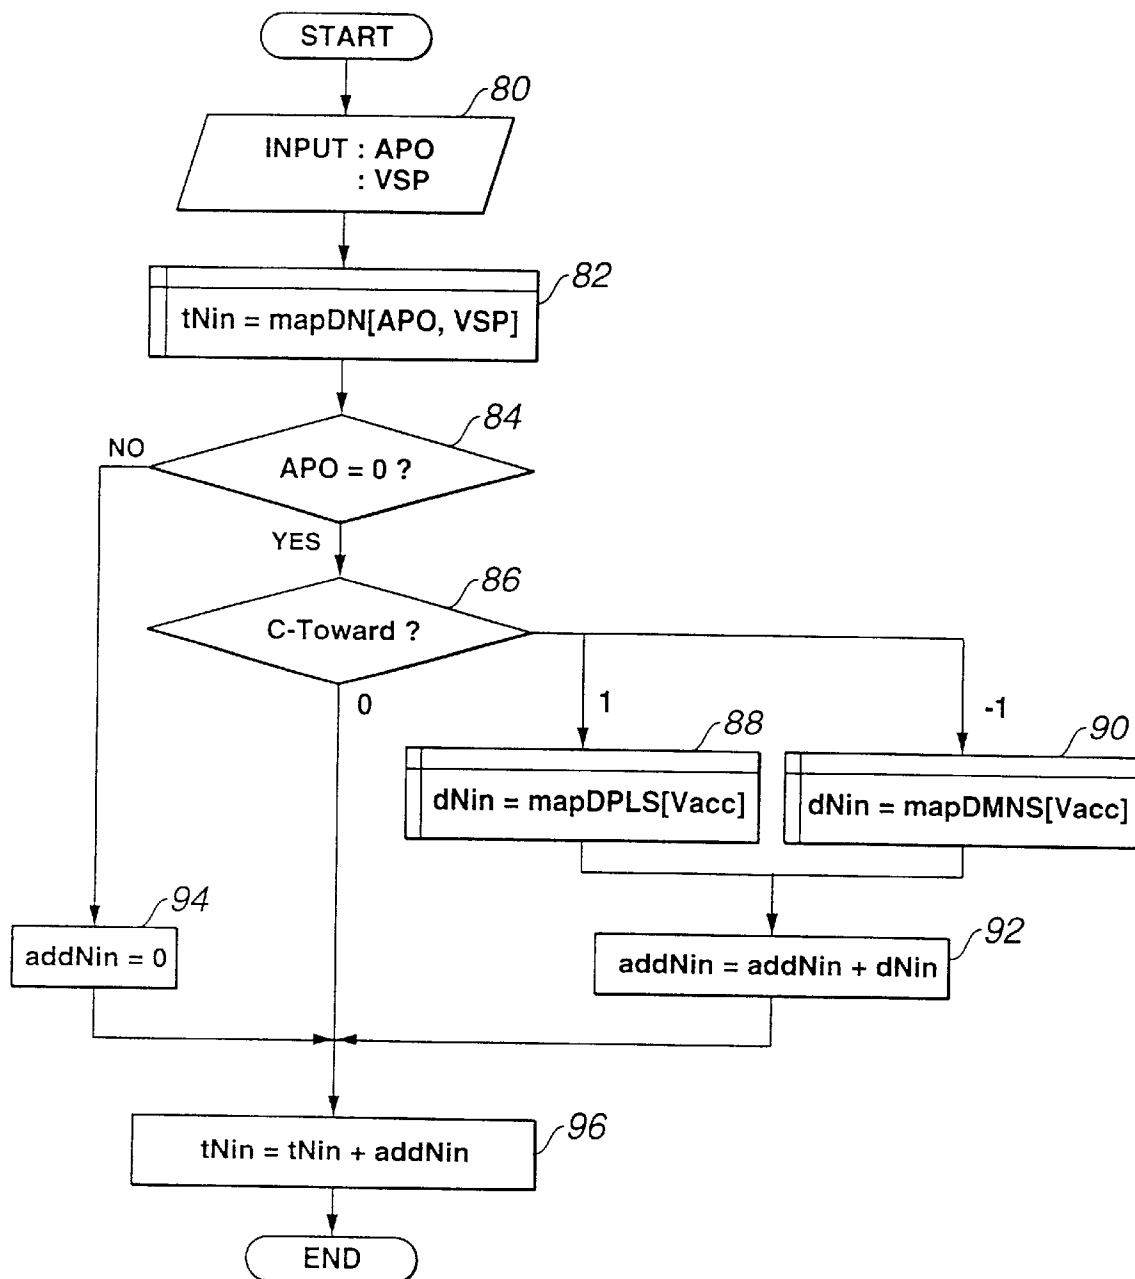 START
80
INPUT : APO
: VSP
82
tNin = mapDN[APO, VSP]
84
NO
APO = 0 ?
YES
86
C-Toward ?
0
1
-1
88
90
dNin = mapDPLS[Vacc]
dNin = mapDMNS[Vacc]
94
addNin = 0
92
addNin = addNin + dNin
96
tNin = tNin + addNin
END